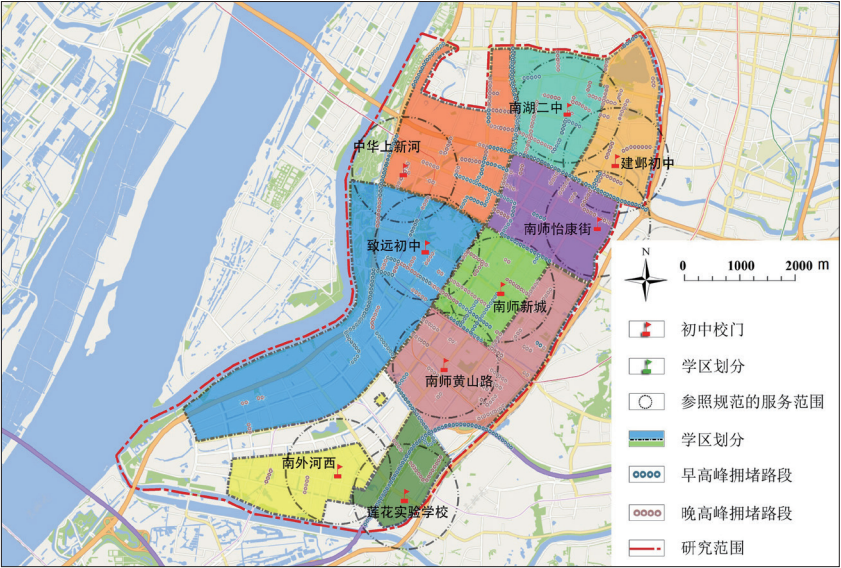 南湖二中
中华上新河
建邺初中
南师怡康街
致远初中
南师新城
南师黄山路
南外河西
莲花实验学校
N
0 1000 2000 m
初中校门
学区划分
参照规范的服务范围
学区划分
早高峰拥堵路段
晚高峰拥堵路段
研究范围